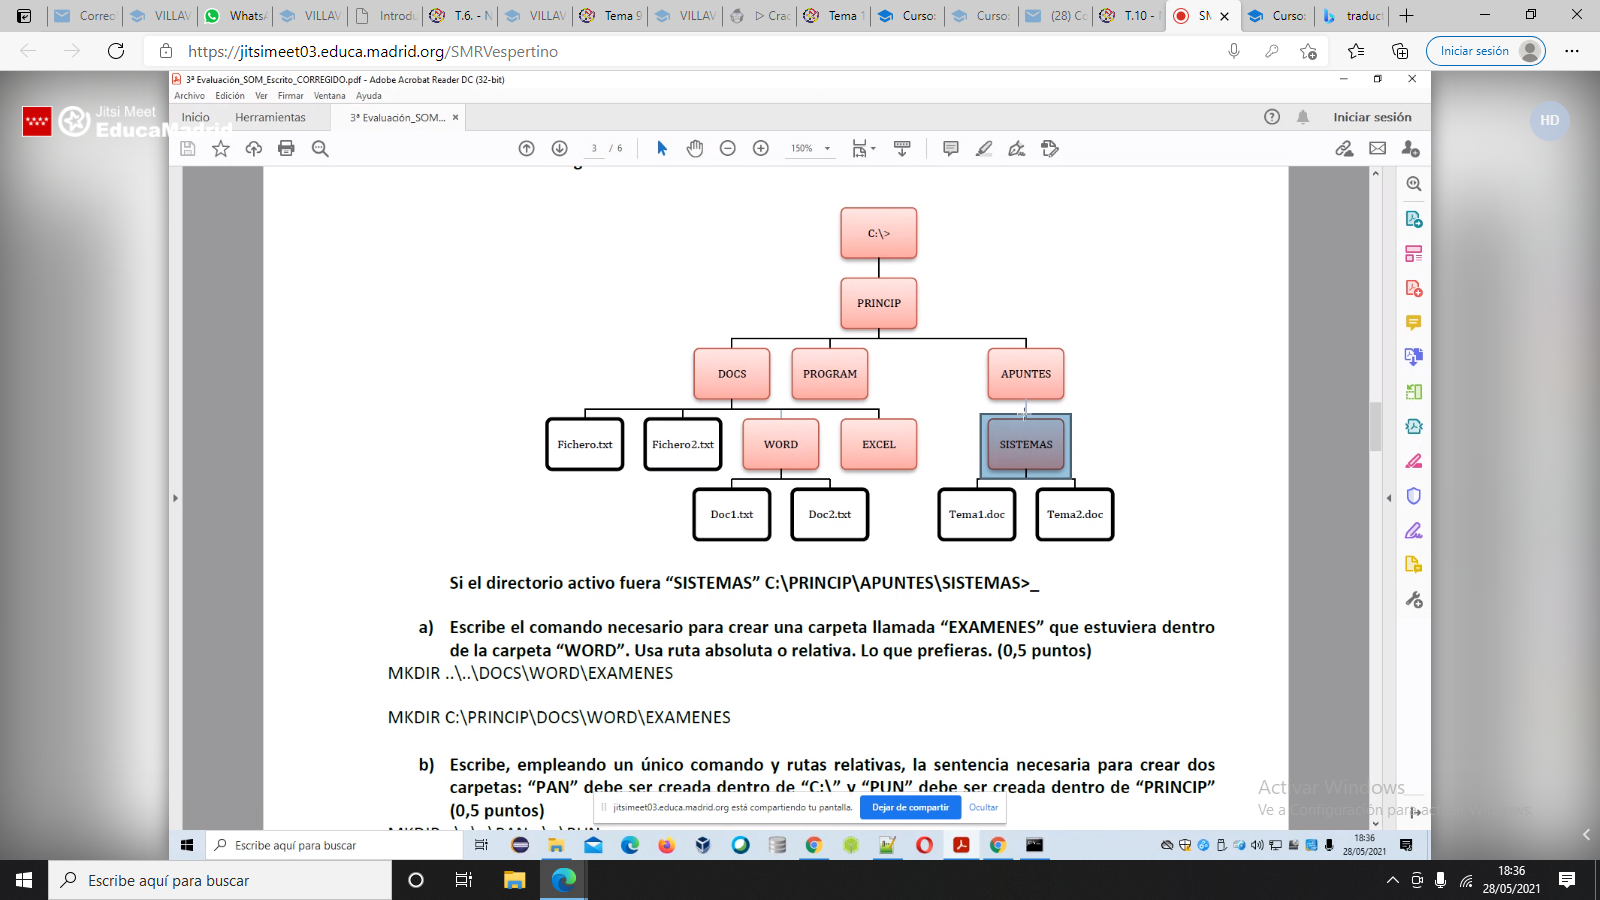 Correo
VILLAV
WhatsA
VILLAV
Introdu
T.6. - N
VILLAV
Tema 9
VILLAV
▷ Crac
Tema 1
Curso:
Curso:
(28) Co
T.10 -
SM
Curso:
traduct
https://jitsimeet03.educa.madrid.org/SMRVespertino
Iniciar sesión
3ª Evaluación_SOM_Escrito_CORREGIDO.pdf - Adobe Acrobat Reader DC (32-bit)
Archivo Edición Ver Firmar Ventana Ayuda
Jitsi Meet
EducaMadrid
Inicio Herramientas 3ª Evaluación_SOM... × Iniciar sesión
HD
3 / 6 150%
C:\>
PRINCIP
DOCS PROGRAM APUNTES
Fichero.txt Fichero2.txt WORD EXCEL SISTEMAS
Doc1.txt Doc2.txt Tema1.doc Tema2.doc
Si el directorio activo fuera “SISTEMAS” C:\PRINCIP\APUNTES\SISTEMAS>_
a) Escribe el comando necesario para crear una carpeta llamada “EXAMENES” que estuviera dentro
de la carpeta “WORD”. Usa ruta absoluta o relativa. Lo que prefieras. (0,5 puntos)
MKDIR ..\..\DOCS\WORD\EXAMENES
MKDIR C:\PRINCIP\DOCS\WORD\EXAMENES
b) Escribe, empleando un único comando y rutas relativas, la sentencia necesaria para crear dos
carpetas: “PAN” debe ser creada dentro de “C:\” y “PUN” debe ser creada dentro de “PRINCIP”
(0,5 puntos)
Activar Windows
Ve a Configuración para activar Windows.
jitsimeet03.educa.madrid.org está compartiendo tu pantalla. Dejar de compartir Ocultar
Escribe aquí para buscar
18:36
28/05/2021
Escribe aquí para buscar
18:36
28/05/2021